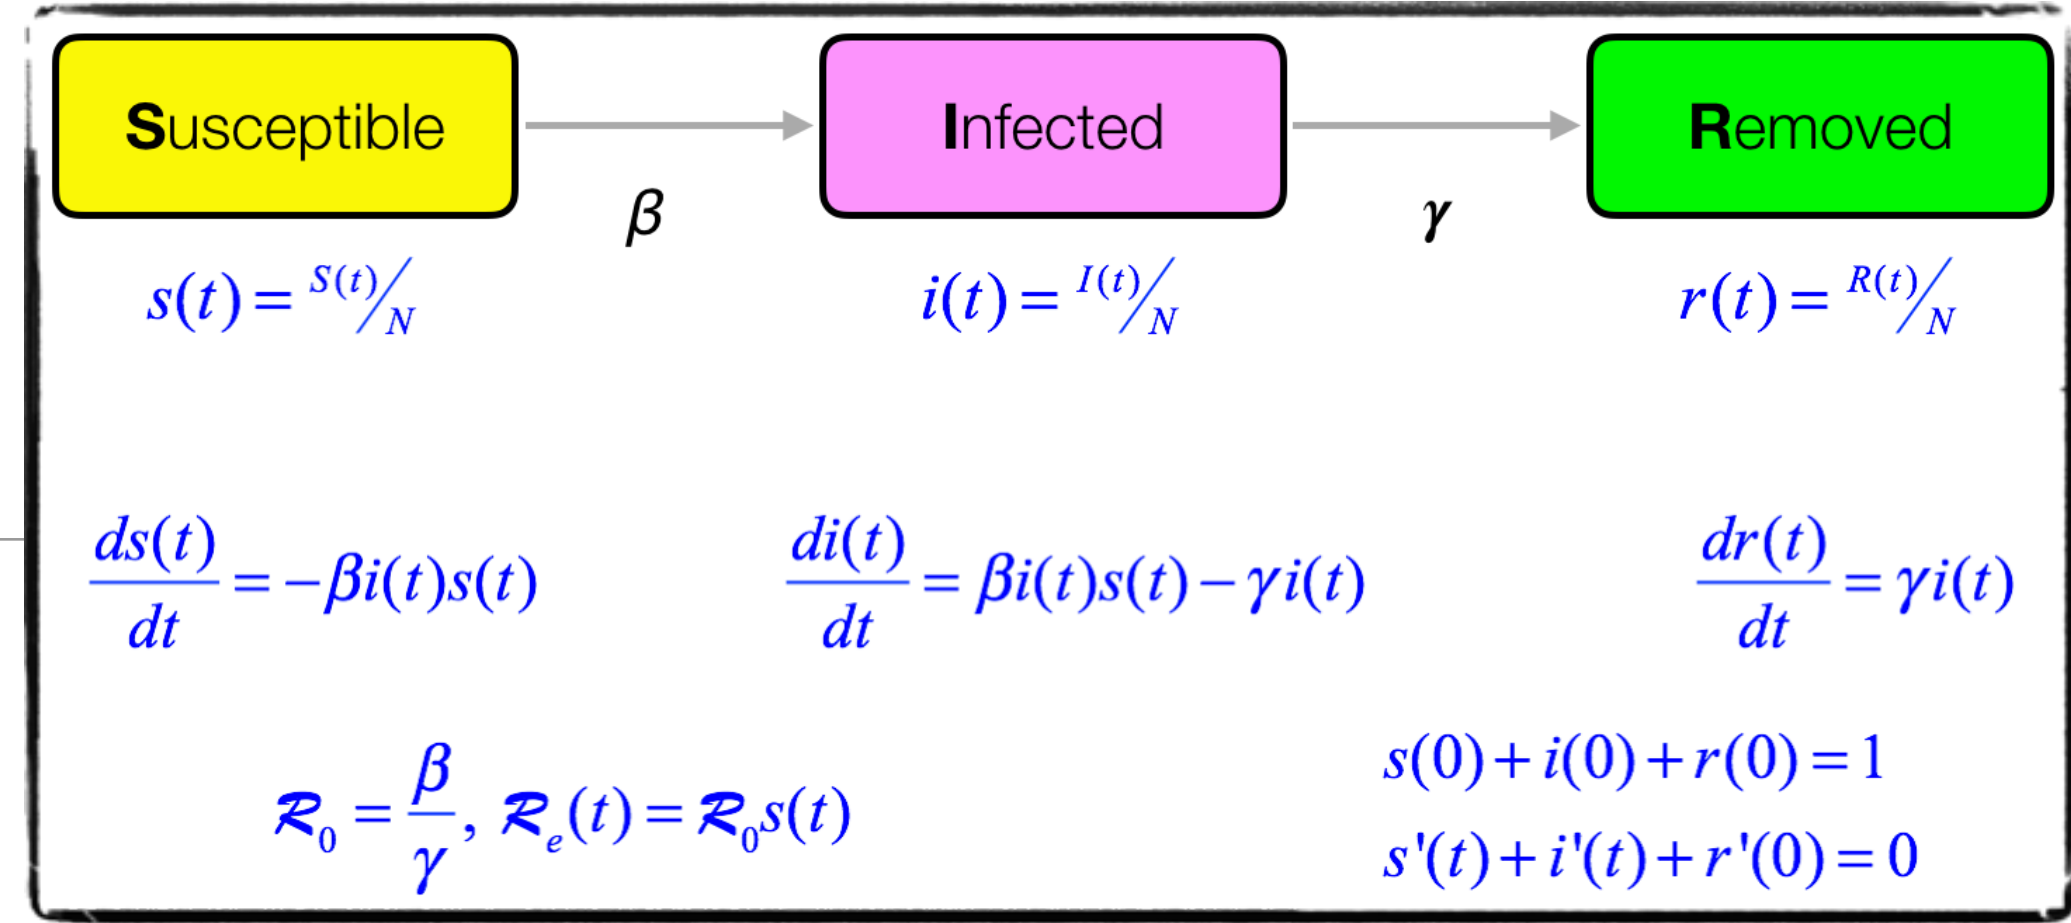 Susceptible Infected Removed
β γ
s(t) = S(t)/N i(t) = I(t)/N r(t) = R(t)/N
ds(t)/dt = −βi(t)s(t) di(t)/dt = βi(t)s(t) − γi(t) dr(t)/dt = γi(t)
ℛ₀ = β/γ, ℛₑ(t) = ℛ₀s(t)
s(0) + i(0) + r(0) = 1
s'(t) + i'(t) + r'(0) = 0